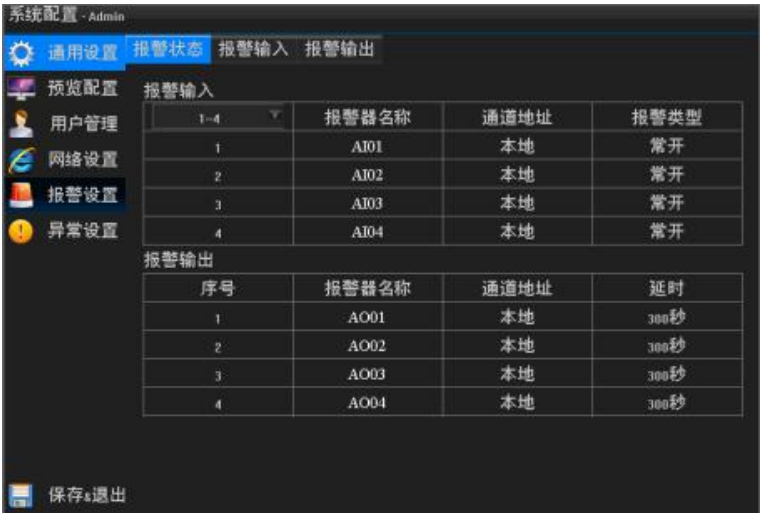 系统配置 - Admin
通用设置
预览配置
用户管理
网络设置
报警设置
异常设置
保存&退出
报警状态 报警输入 报警输出
报警输入
1-4 报警器名称 通道地址 报警类型
1 AI01 本地 常开
2 AI02 本地 常开
3 AI03 本地 常开
4 AI04 本地 常开
报警输出
序号 报警器名称 通道地址 延时
1 AO01 本地 300秒
2 AO02 本地 300秒
3 AO03 本地 300秒
4 AO04 本地 300秒